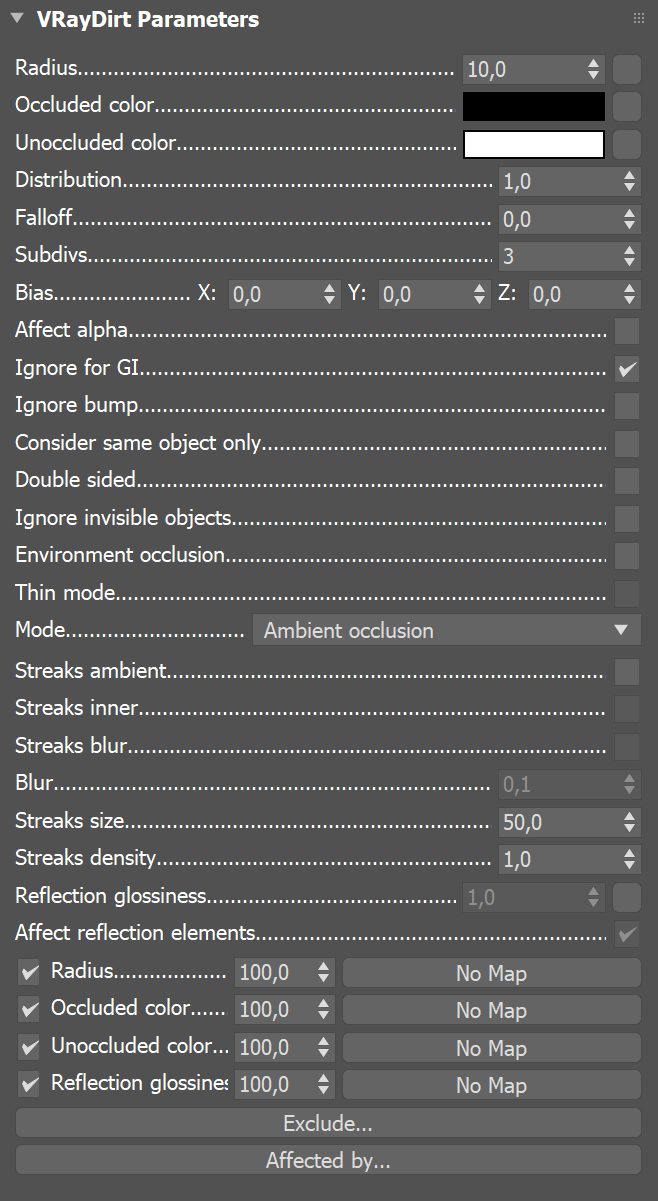 VRayDirt Parameters
Radius 10,0
Occluded color
Unoccluded color
Distribution 1,0
Falloff 0,0
Subdivs 3
Bias X: 0,0 Y: 0,0 Z: 0,0
Affect alpha
Ignore for GI
Ignore bump
Consider same object only
Double sided
Ignore invisible objects
Environment occlusion
Thin mode
Mode Ambient occlusion
Streaks ambient
Streaks inner
Streaks blur
Blur 0,1
Streaks size 50,0
Streaks density 1,0
Reflection glossiness 1,0
Affect reflection elements
Radius 100,0 No Map
Occluded color 100,0 No Map
Unoccluded color 100,0 No Map
Reflection glossines 100,0 No Map
Exclude...
Affected by...